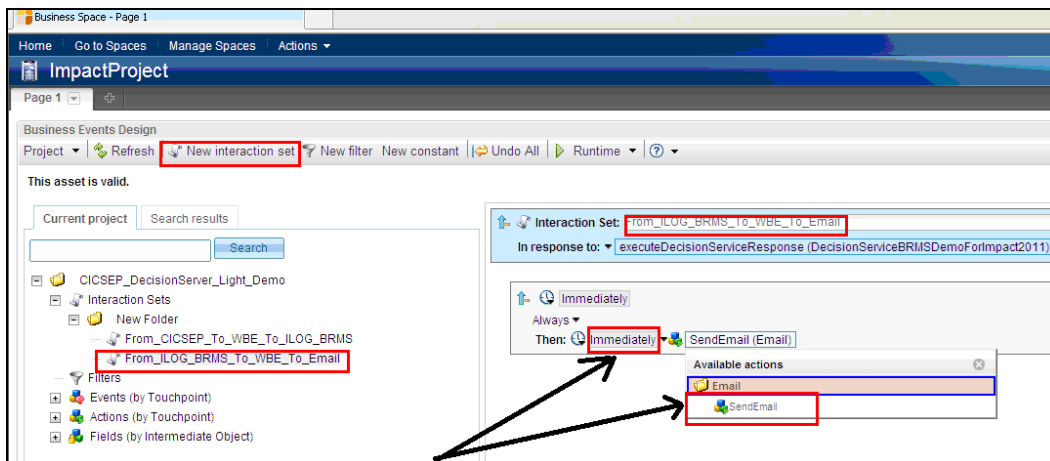 Business Space - Page 1
Home Go to Spaces Manage Spaces Actions
ImpactProject
Page 1
Business Events Design
Project Refresh New interaction set New filter New constant Undo All Runtime
This asset is valid.
Current project Search results
Search
CICSEP_DecisionServer_Light_Demo
Interaction Sets
New Folder
From_CICSEP_To_WBE_To_ILOG_BRMS
From_ILOG_BRMS_To_WBE_To_Email
Filters
Events (by Touchpoint)
Actions (by Touchpoint)
Fields (by Intermediate Object)
Interaction Set: From_ILOG_BRMS_To_WBE_To_Email
In response to: executeDecisionServiceResponse (DecisionServiceBRMSDemoForImpact2011)
Immediately
Always
Then: Immediately SendEmail (Email)
Available actions
Email
SendEmail